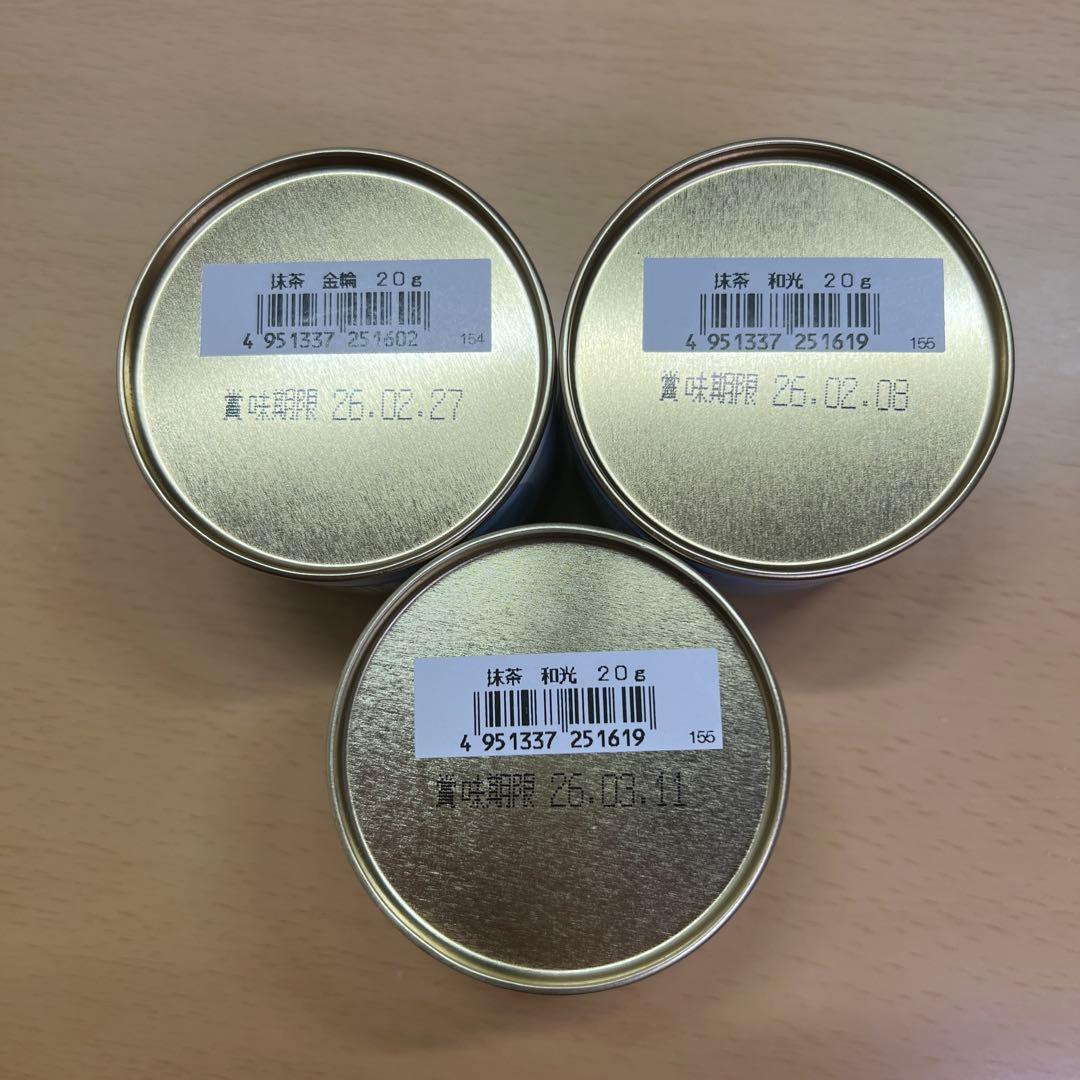 抹茶 金輪 20g
4 951337 251602 154
賞味期限 26.02.27
抹茶 和光 20g
4 951337 251619 155
賞味期限 26.02.08
抹茶 和光 20g
4 951337 251619 155
賞味期限 26.03.11